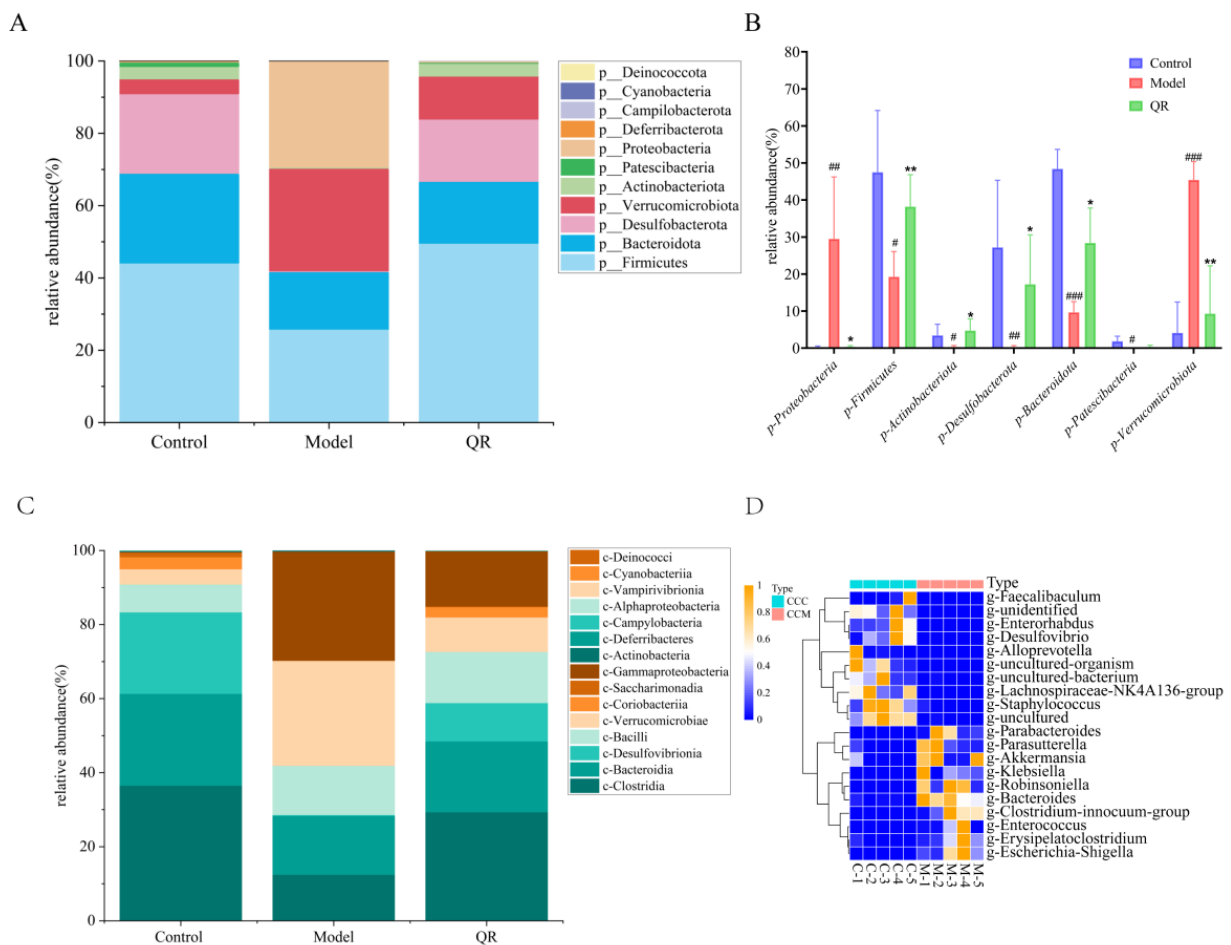 A
relative abundance(%)
100
80
60
40
20
0
Control
Model
QR
p__Deinococcota
p__Cyanobacteria
p__Campilobacterota
p__Deferribacterota
p__Proteobacteria
p__Patescibacteria
p__Actinobacteriota
p__Verrucomicrobiota
p__Desulfobacterota
p__Bacteroidota
p__Firmicutes
B
relative abundance(%)
80
70
60
50
40
30
20
10
0
Control
Model
QR
##
*
#
**
#
*
##
*
###
*
#
###
**
p-Proteobacteria
p-Firmicutes
p-Actinobacteriota
p-Desulfobacterota
p-Bacteroidota
p-Patescibacteria
p-Verrucomicrobiota
C
relative abundance(%)
100
80
60
40
20
0
Control
Model
QR
c-Deinococci
c-Cyanobacteriia
c-Vampirivibrionia
c-Alphaproteobacteria
c-Campylobacteria
c-Deferribacteres
c-Actinobacteria
c-Gammaproteobacteria
c-Saccharimonadia
c-Coriobacteriia
c-Verrucomicrobiae
c-Bacilli
c-Desulfovibrionia
c-Bacteroidia
c-Clostridia
D
1
0.8
0.6
0.4
0.2
0
Type
CCC
CCM
Type
g-Faecalibaculum
g-unidentified
g-Enterorhabdus
g-Desulfovibrio
g-Alloprevotella
g-uncultured-organism
g-uncultured-bacterium
g-Lachnospiraceae-NK4A136-group
g-Staphylococcus
g-uncultured
g-Parabacteroides
g-Parasutterella
g-Akkermansia
g-Klebsiella
g-Robinsoniella
g-Bacteroides
g-Clostridium-innocuum-group
g-Enterococcus
g-Erysipelatoclostridium
g-Escherichia-Shigella
C-1
C-2
C-3
C-4
C-5
M-1
M-2
M-3
M-4
M-5